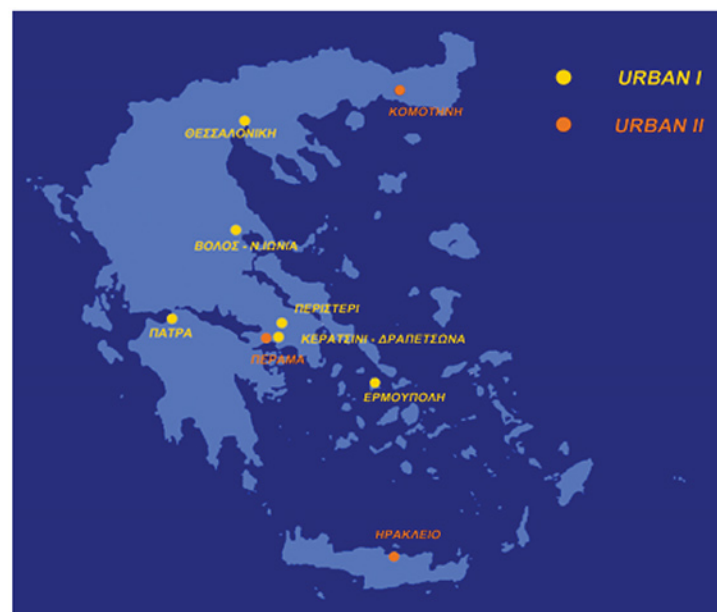 URBAN I
ΚΟΜΟΤΗΝΗ
URBAN II
ΘΕΣΣΑΛΟΝΙΚΗ
ΒΟΛΟΣ - Ν.ΙΩΝΙΑ
ΠΕΡΙΣΤΕΡΙ
ΠΑΤΡΑ
ΚΕΡΑΤΣΙΝΙ - ΔΡΑΠΕΤΣΩΝΑ
ΠΕΡΑΜΑ
ΕΡΜΟΥΠΟΛΗ
ΗΡΑΚΛΕΙΟ